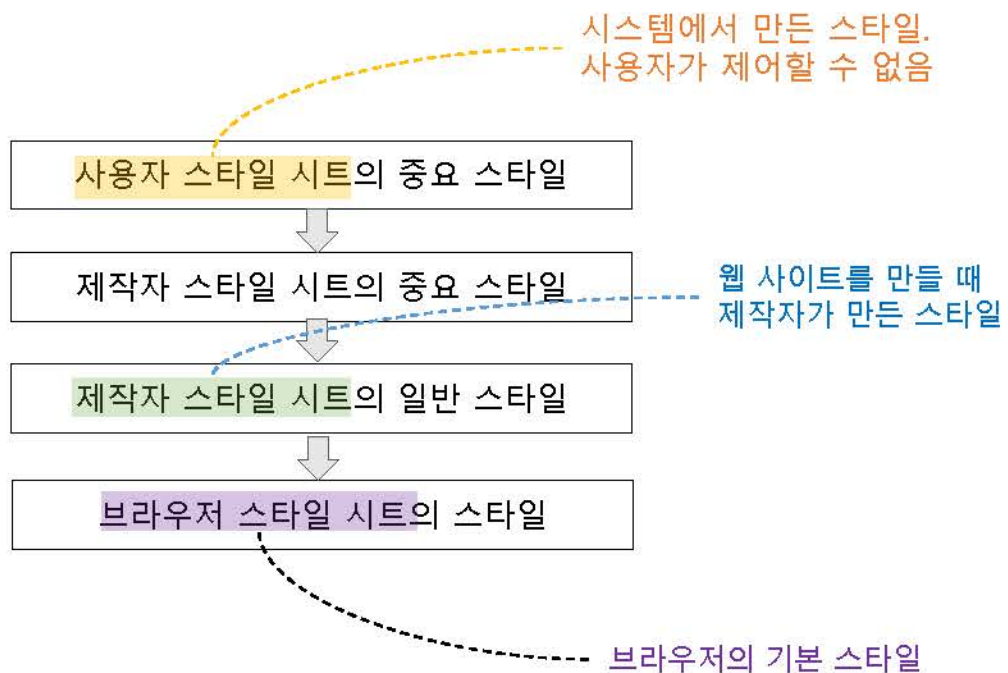 시스템에서 만든 스타일.
사용자가 제어할 수 없음
사용자 스타일 시트의 중요 스타일
제작자 스타일 시트의 중요 스타일
웹 사이트를 만들 때
제작자가 만든 스타일
제작자 스타일 시트의 일반 스타일
브라우저 스타일 시트의 스타일
브라우저의 기본 스타일